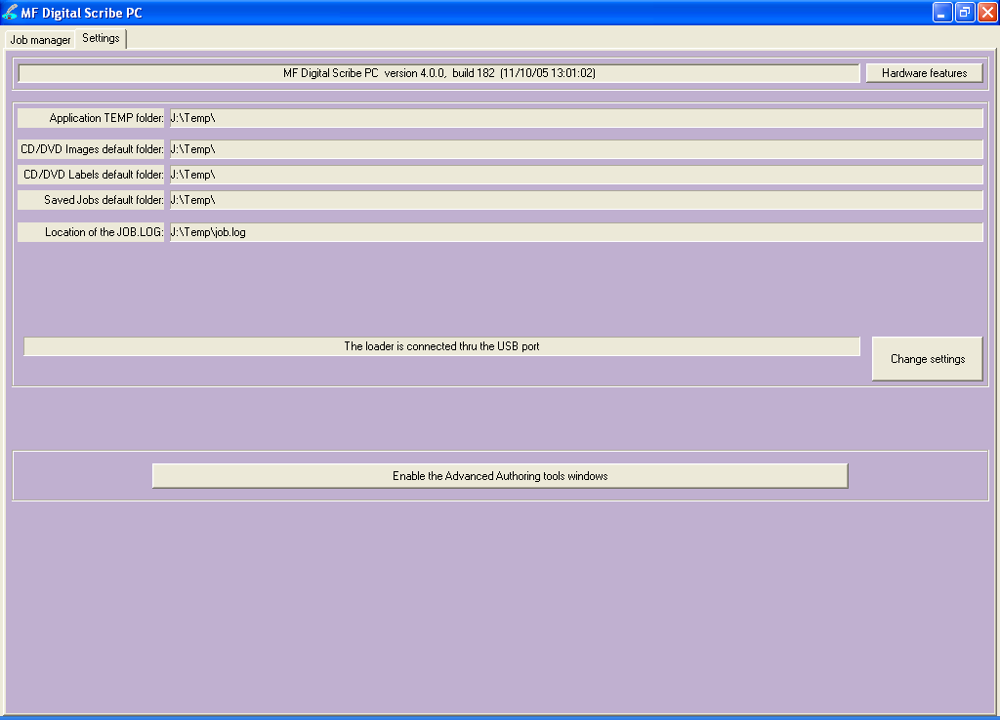 MF Digital Scribe PC
Job manager Settings
MF Digital Scribe PC version 4.0.0, build 182 (11/10/05 13:01:02) Hardware features
Application TEMP folder: J:\Temp\
CD/DVD Images default folder: J:\Temp\
CD/DVD Labels default folder: J:\Temp\
Saved Jobs default folder: J:\Temp\
Location of the JOB.LOG: J:\Temp\job.log
The loader is connected thru the USB port
Change settings
Enable the Advanced Authoring tools windows